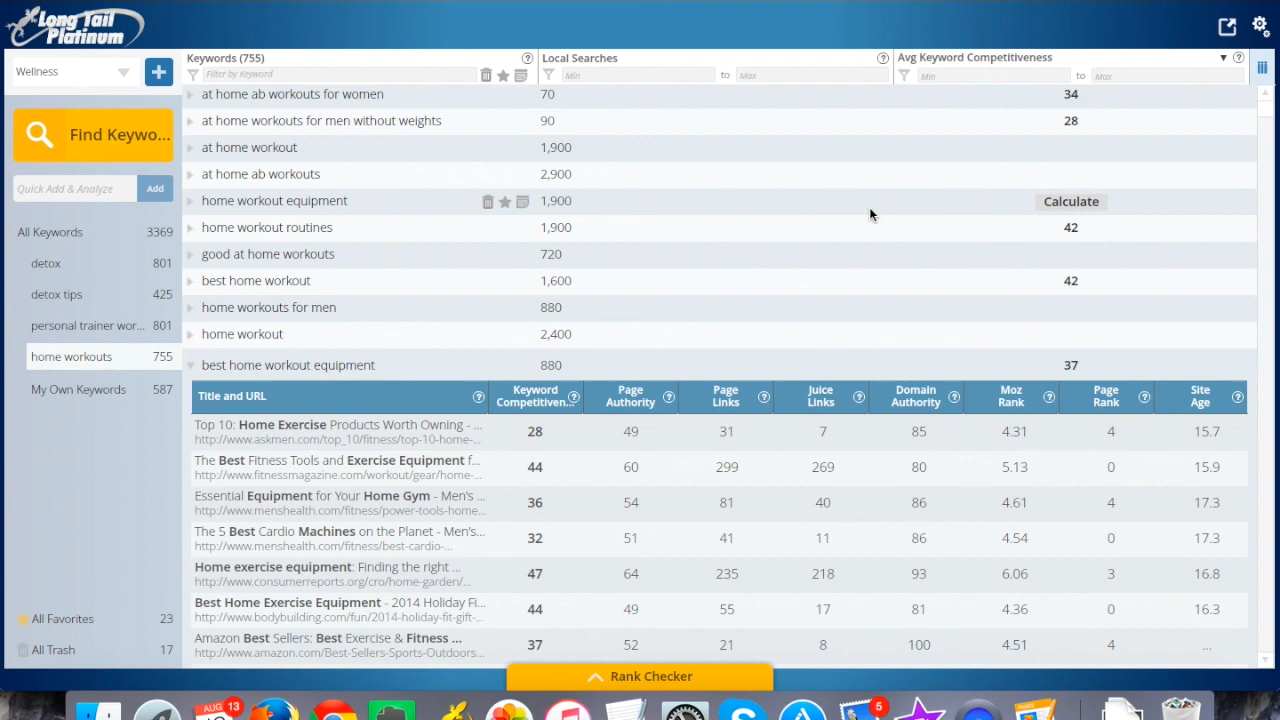 Long Tail
Platinum
Wellness
Keywords (755)
Filter by Keyword
Local Searches
Min to Max
Avg Keyword Competitiveness
Min to Max
Find Keywo...
Quick Add & Analyze Add
All Keywords 3369
detox 801
detox tips 425
personal trainer wor... 801
home workouts 755
My Own Keywords 587
All Favorites 23
All Trash 17
at home ab workouts for women 70 34
at home workouts for men without weights 90 28
at home workout 1,900
at home ab workouts 2,900
home workout equipment 1,900 Calculate
home workout routines 1,900 42
good at home workouts 720
best home workout 1,600 42
home workouts for men 880
home workout 2,400
best home workout equipment 880 37
Title and URL Keyword Competitiven... Page Authority Page Links Juice Links Domain Authority Moz Rank Page Rank Site Age
Top 10: Home Exercise Products Worth Owning - ... 28 49 31 7 85 4.31 4 15.7
http://www.askmen.com/top_10/fitness/top-10-home-...
The Best Fitness Tools and Exercise Equipment f... 44 60 299 269 80 5.13 0 15.9
http://www.fitnessmagazine.com/workout/gear/home-...
Essential Equipment for Your Home Gym - Men's ... 36 54 81 40 86 4.61 4 17.3
http://www.menshealth.com/fitness/power-tools-home...
The 5 Best Cardio Machines on the Planet - Men's... 32 51 41 11 86 4.54 0 17.3
http://www.menshealth.com/fitness/best-cardio-...
Home exercise equipment: Finding the right ... 47 64 235 218 93 6.06 3 16.8
http://www.consumerreports.org/cro/home-garden/...
Best Home Exercise Equipment - 2014 Holiday Fi... 44 49 55 17 81 4.36 0 16.3
http://www.bodybuilding.com/fun/2014-holiday-fit-gift-...
Amazon Best Sellers: Best Exercise & Fitness ... 37 52 21 8 100 4.51 4 ...
http://www.amazon.com/Best-Sellers-Sports-Outdoors...
Rank Checker
AUG 13
5